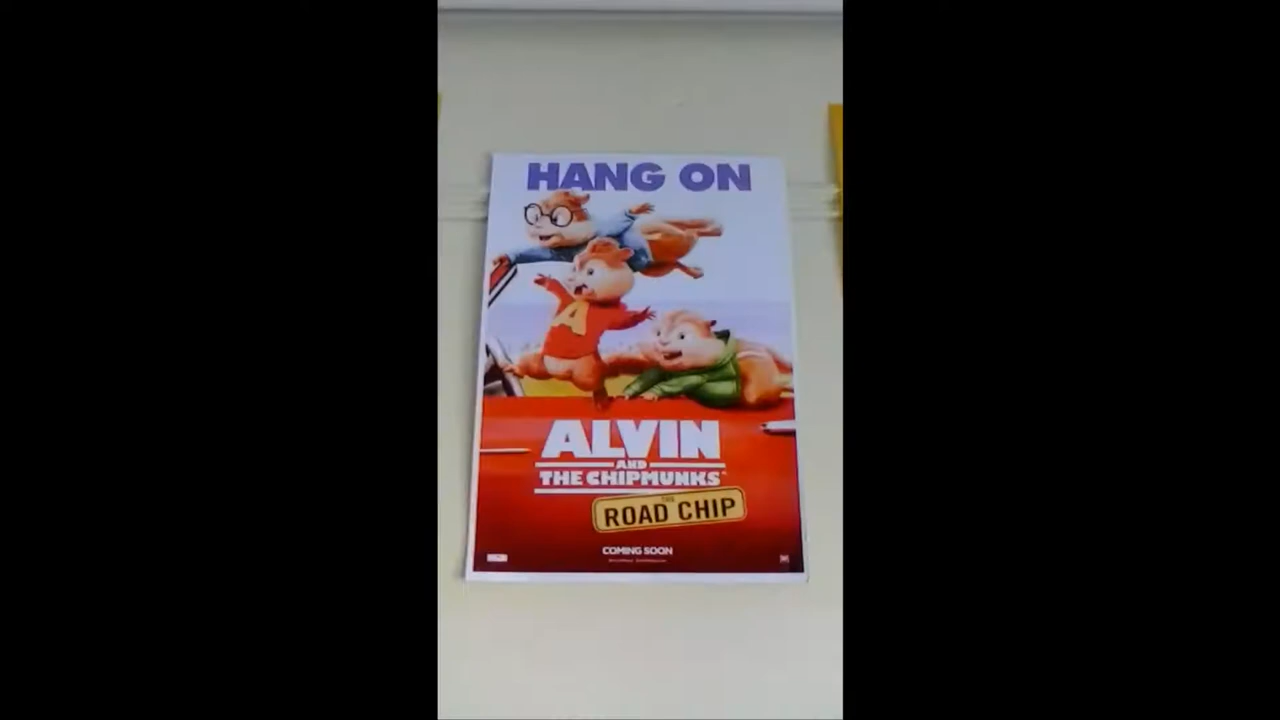 HANG ON
A
ALVIN
AND
THE CHIPMUNKS
THE
ROAD CHIP
COMING SOON